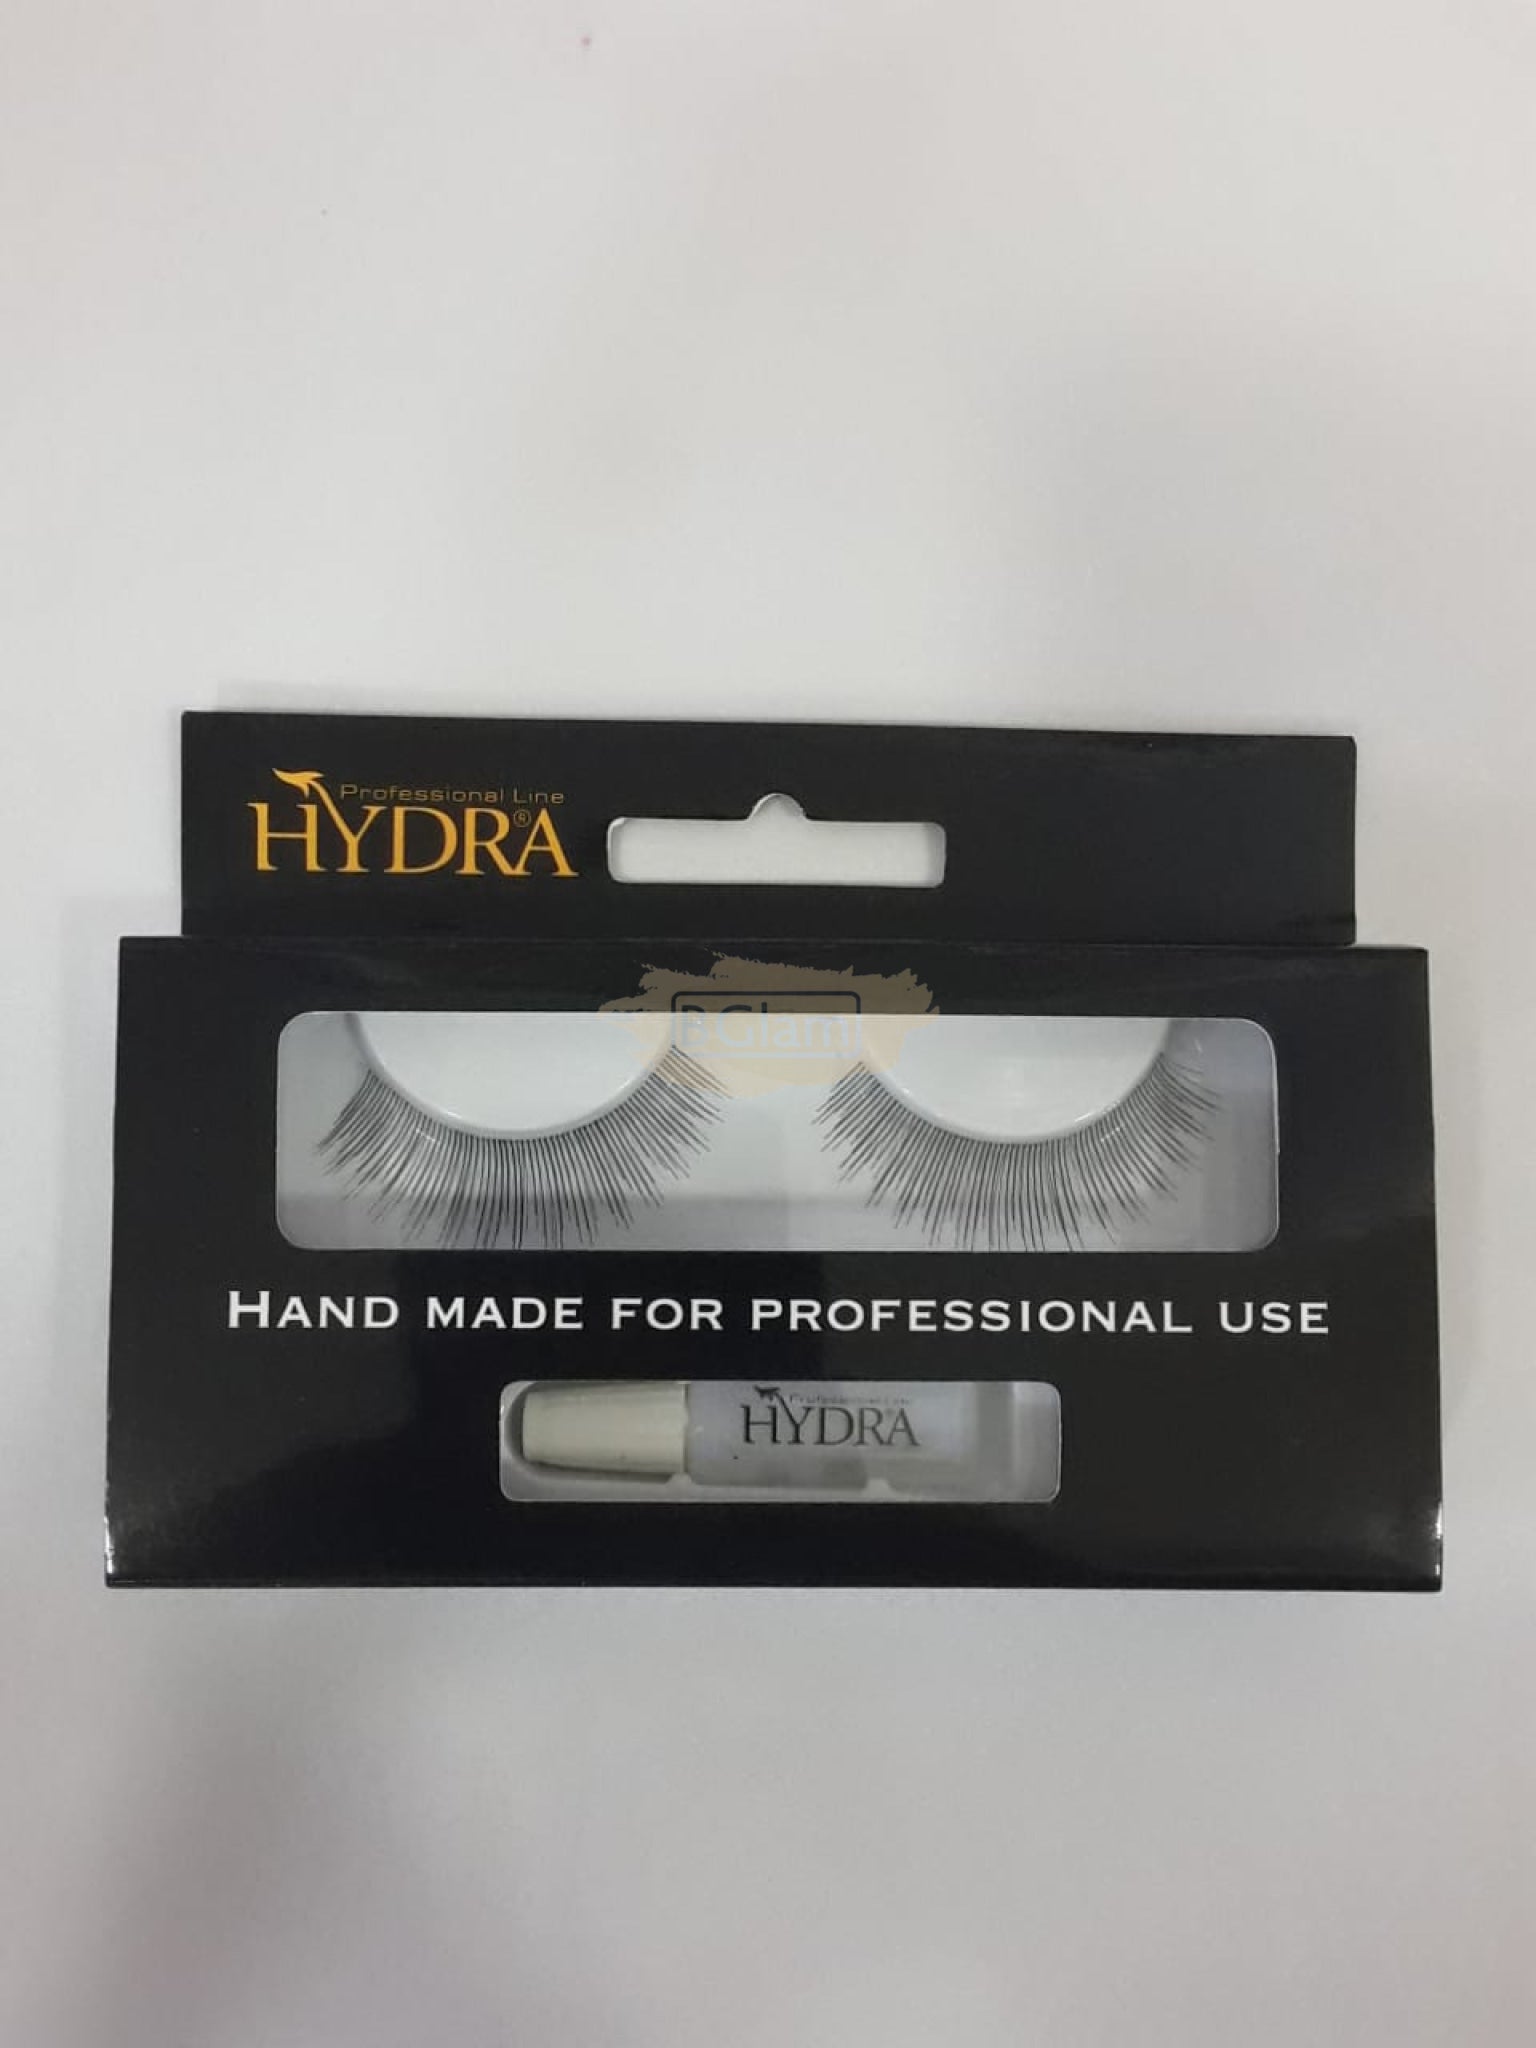 Professional Line
HYDRA®
BGlam
HAND MADE FOR PROFESSIONAL USE
Professional Line
HYDRA